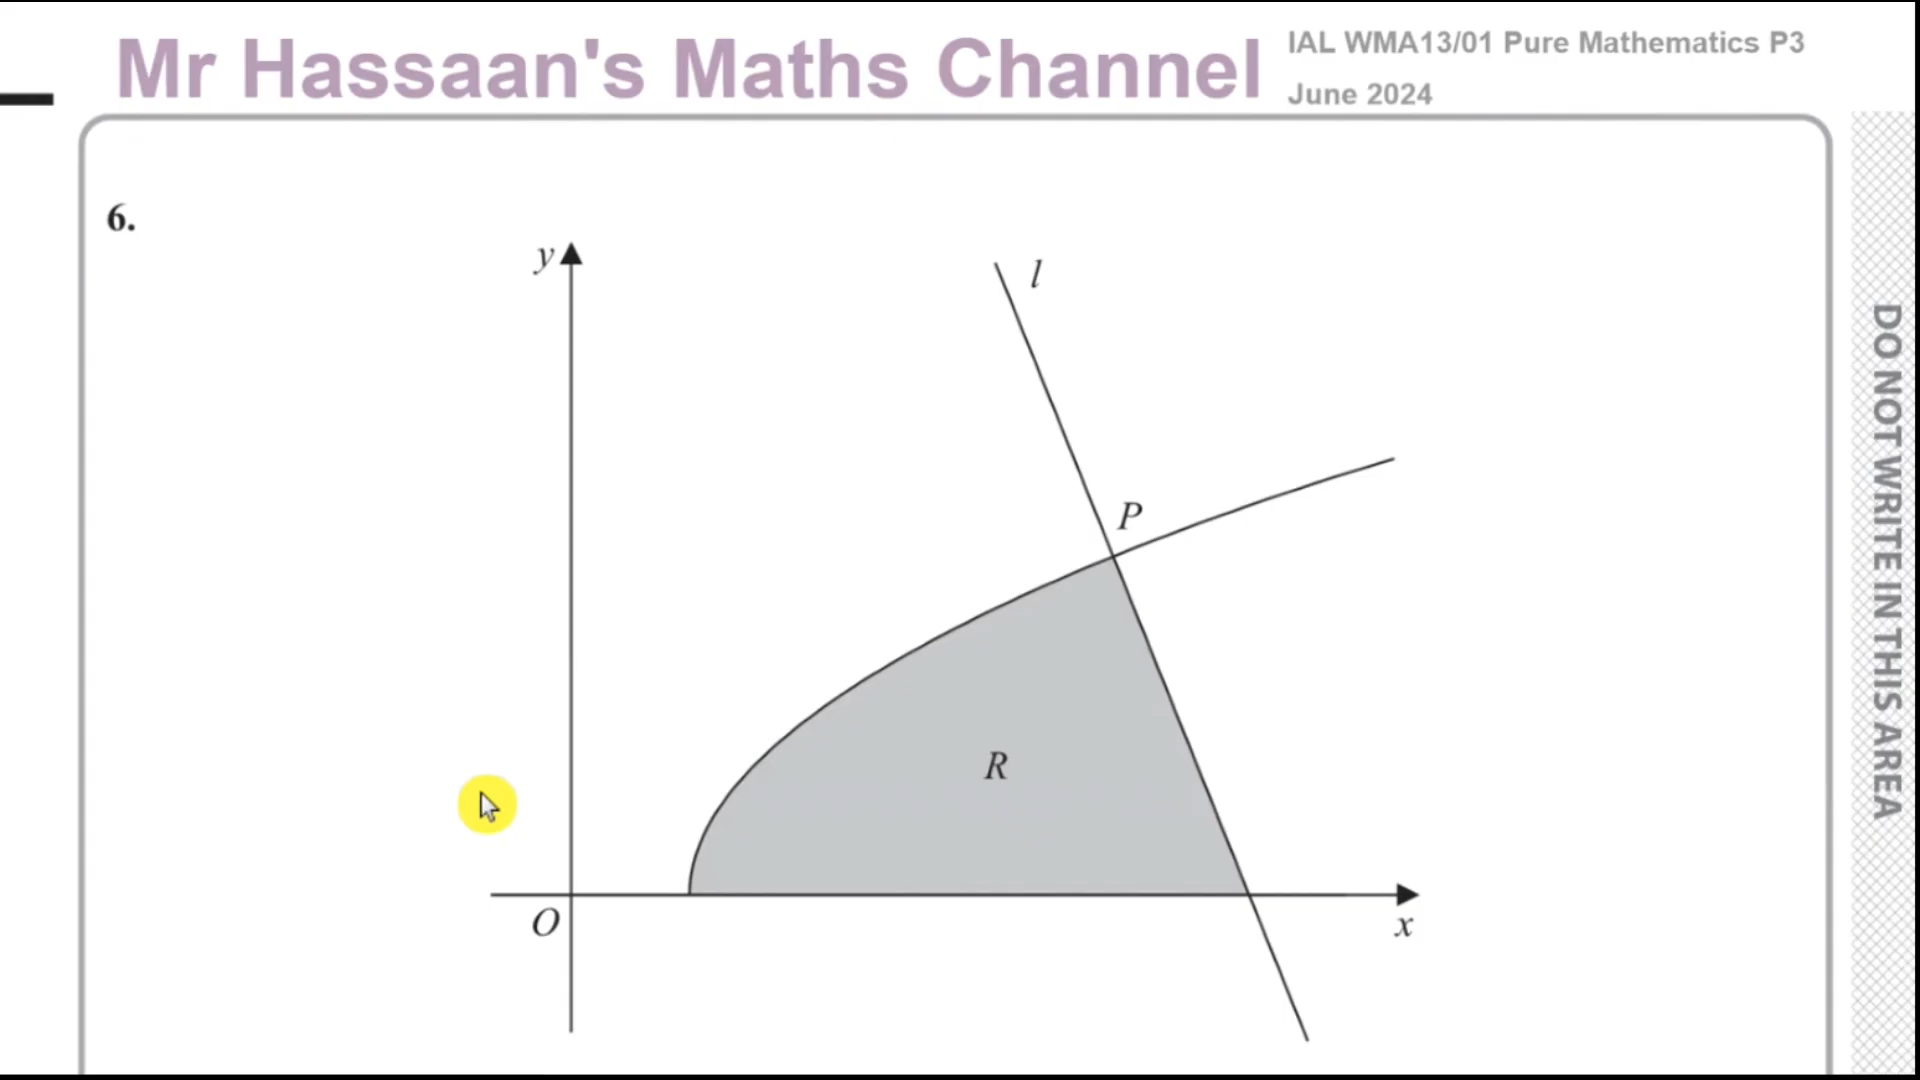 Mr Hassaan's Maths Channel
IAL WMA13/01 Pure Mathematics P3
June 2024
6.
y
l
P
R
O
x
DO NOT WRITE IN THIS AREA